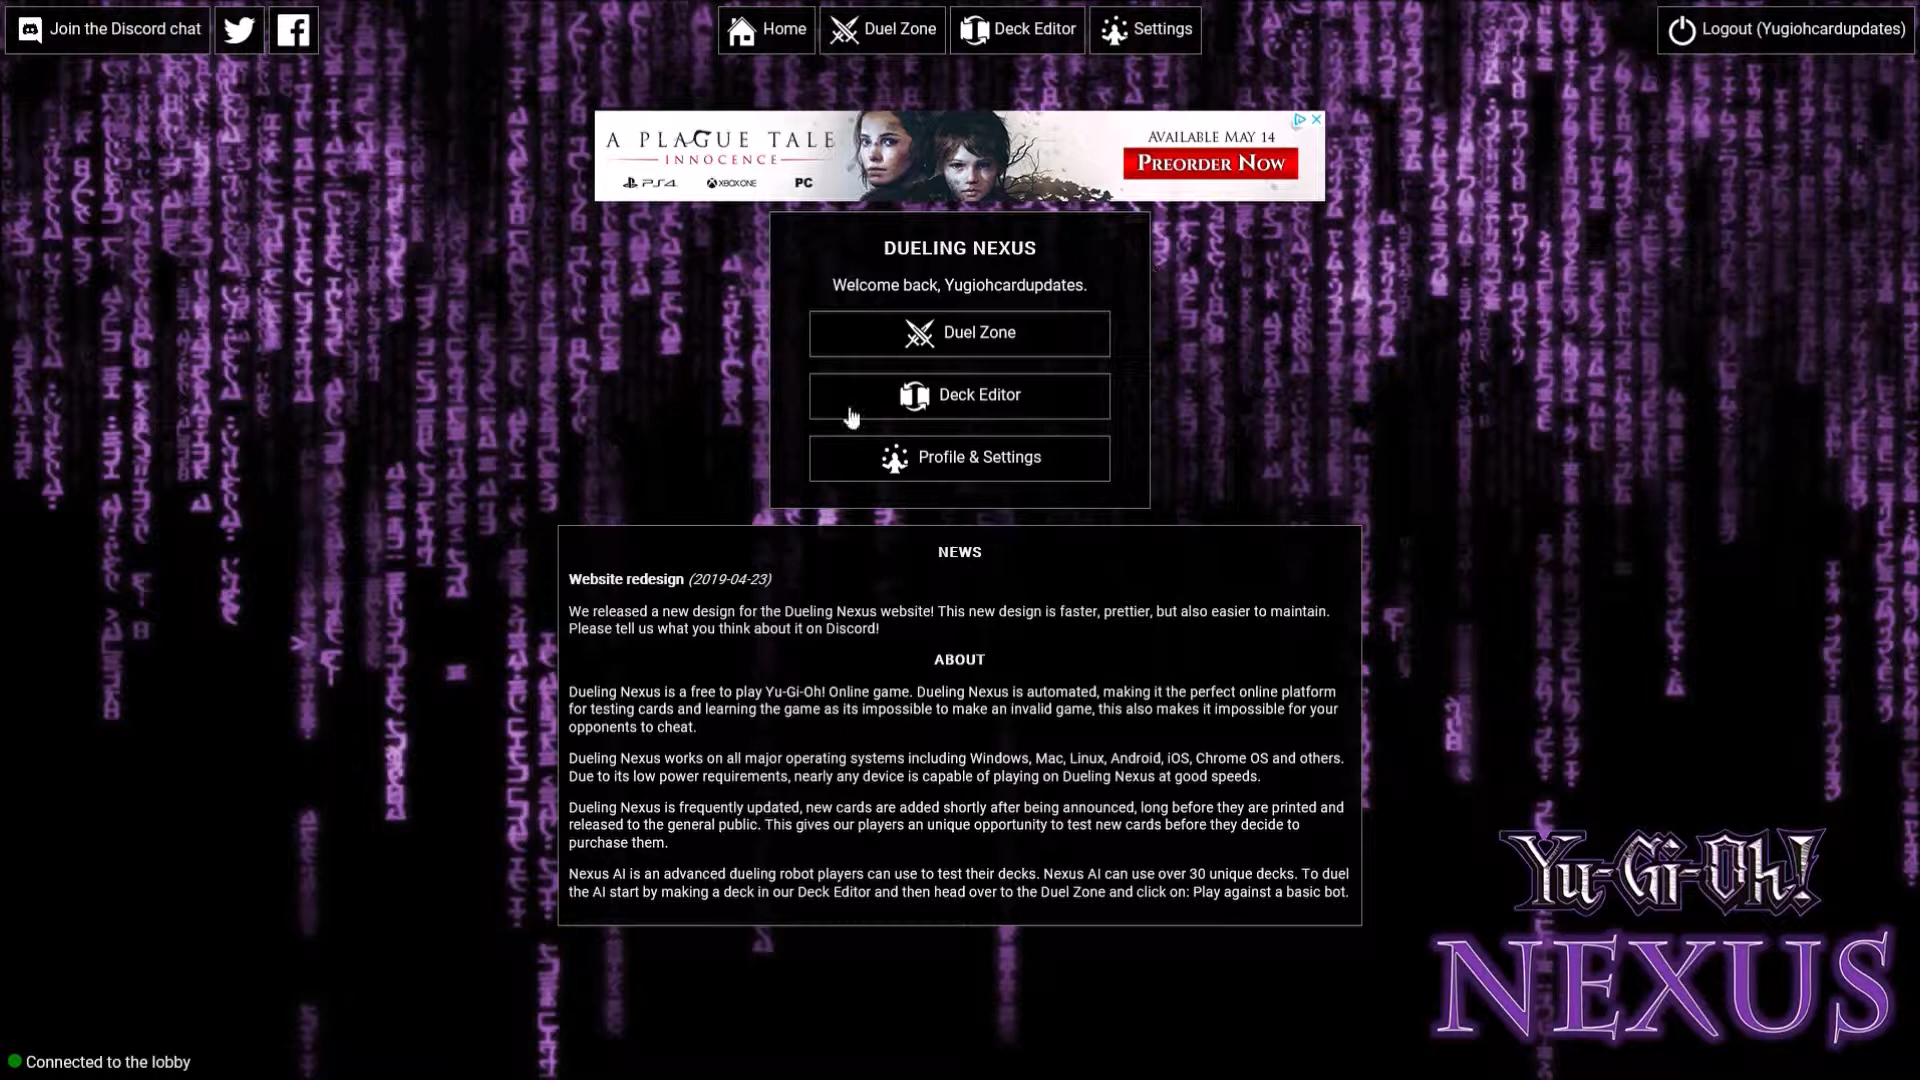 Join the Discord chat
Home
Duel Zone
Deck Editor
Settings
Logout (Yugiohcardupdates)
A PLAGUE TALE
INNOCENCE
PS4
XBOX ONE
PC
AVAILABLE MAY 14
PREORDER NOW
DUELING NEXUS
Welcome back, Yugiohcardupdates.
Duel Zone
Deck Editor
Profile & Settings
NEWS
Website redesign (2019-04-23)
We released a new design for the Dueling Nexus website! This new design is faster, prettier, but also easier to maintain.
Please tell us what you think about it on Discord!
ABOUT
Dueling Nexus is a free to play Yu-Gi-Oh! Online game. Dueling Nexus is automated, making it the perfect online platform
for testing cards and learning the game as its impossible to make an invalid game, this also makes it impossible for your
opponents to cheat.
Dueling Nexus works on all major operating systems including Windows, Mac, Linux, Android, iOS, Chrome OS and others.
Due to its low power requirements, nearly any device is capable of playing on Dueling Nexus at good speeds.
Dueling Nexus is frequently updated, new cards are added shortly after being announced, long before they are printed and
released to the general public. This gives our players an unique opportunity to test new cards before they decide to
purchase them.
Nexus AI is an advanced dueling robot players can use to test their decks. Nexus AI can use over 30 unique decks. To duel
the AI start by making a deck in our Deck Editor and then head over to the Duel Zone and click on: Play against a basic bot.
Yu-Gi-Oh!
NEXUS
Connected to the lobby